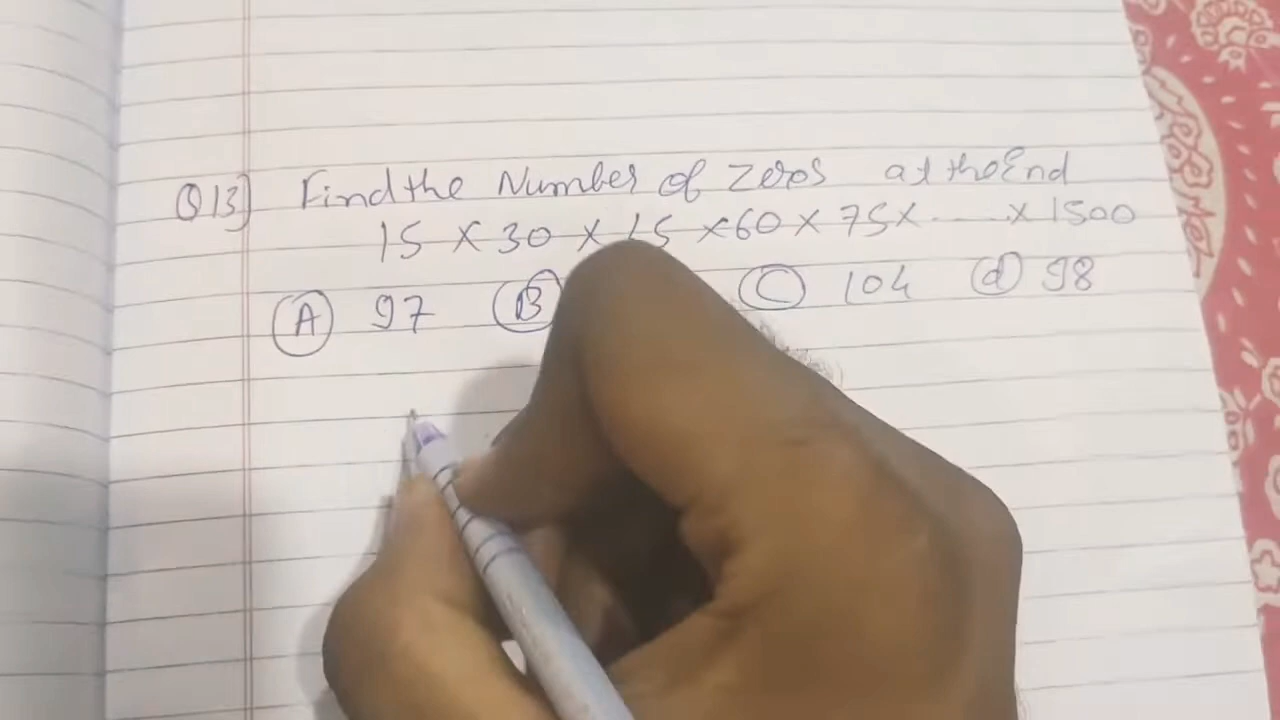 Q13] Find the Number of Zeros at the End
15 × 30 × 45 × 60 × 75 × ...... × 1500
(A) 97 (B) (C) 104 (d) 98